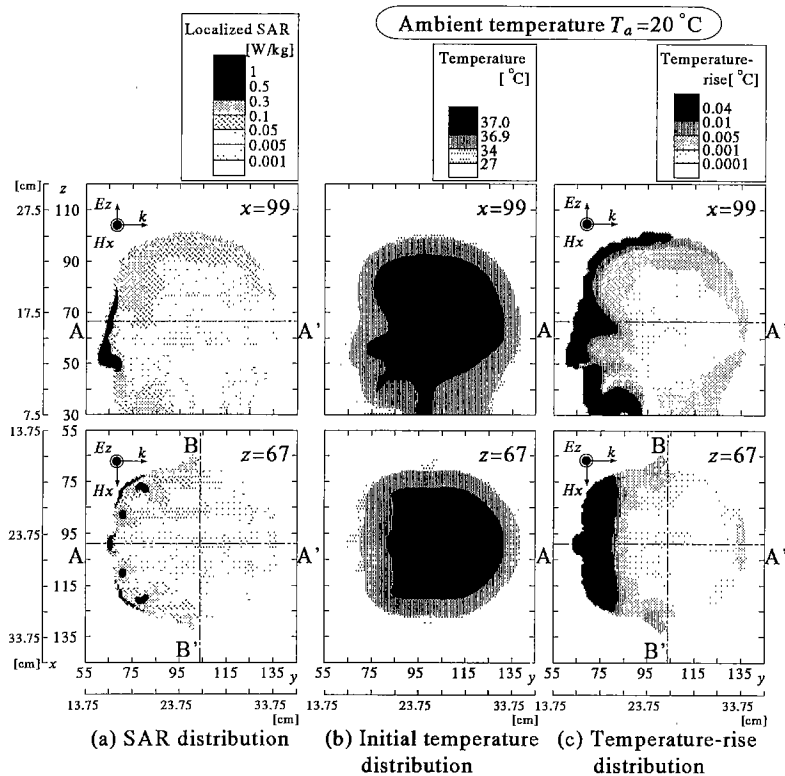 Ambient temperature Ta=20 °C
Localized SAR
[W/kg]
1
0.5
0.3
0.1
0.05
0.005
0.001
Temperature
[ °C]
37.0
36.9
34
27
Temperature-
rise[ °C]
0.04
0.01
0.005
0.001
0.0001
[cm] z
27.5 110
90
17.5 70
50
7.5 30
Ez
k
Hx
x=99
A A'
x=99
Ez
k
Hx
x=99
A A'
13.75 55
75
23.75 95
115
33.75 135
[cm] x
Ez
k
Hx
B
z=67
A A'
B'
z=67
Ez
k
Hx
B
z=67
A A'
B'
55 75 95 115 135 y
55 75 95 115 135 y
55 75 95 115 135 y
13.75 23.75 33.75
[cm]
13.75 23.75 33.75
[cm]
13.75 23.75 33.75
[cm]
(a) SAR distribution
(b) Initial temperature
distribution
(c) Temperature-rise
distribution